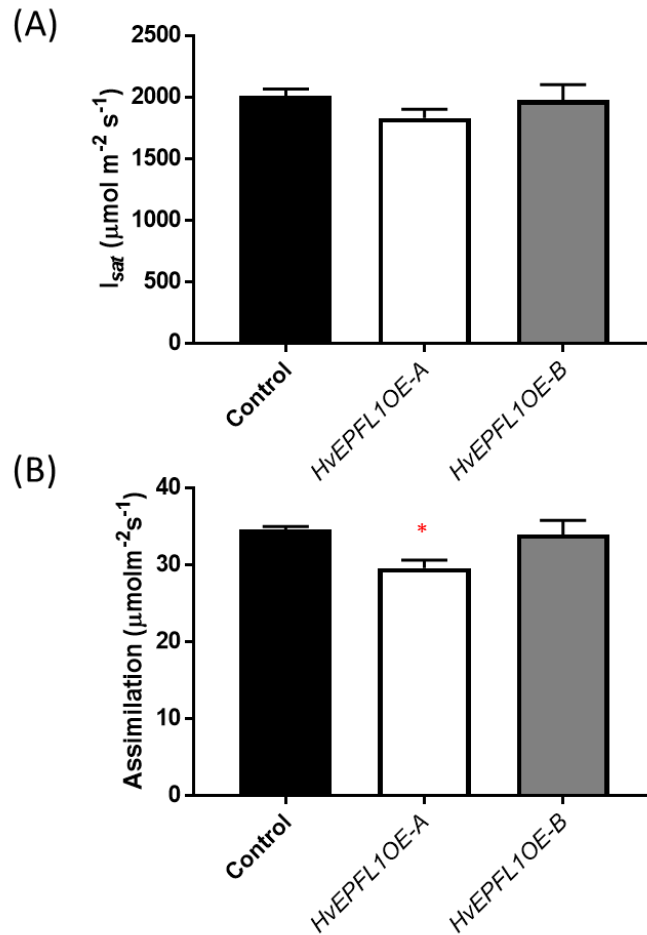 (A)
I_sat (μmol m⁻² s⁻¹)
2500
2000
1500
1000
500
0
Control
HvEPFL1OE-A
HvEPFL1OE-B
(B)
Assimilation (μmolm⁻²s⁻¹)
40
30
20
10
0
*
Control
HvEPFL1OE-A
HvEPFL1OE-B